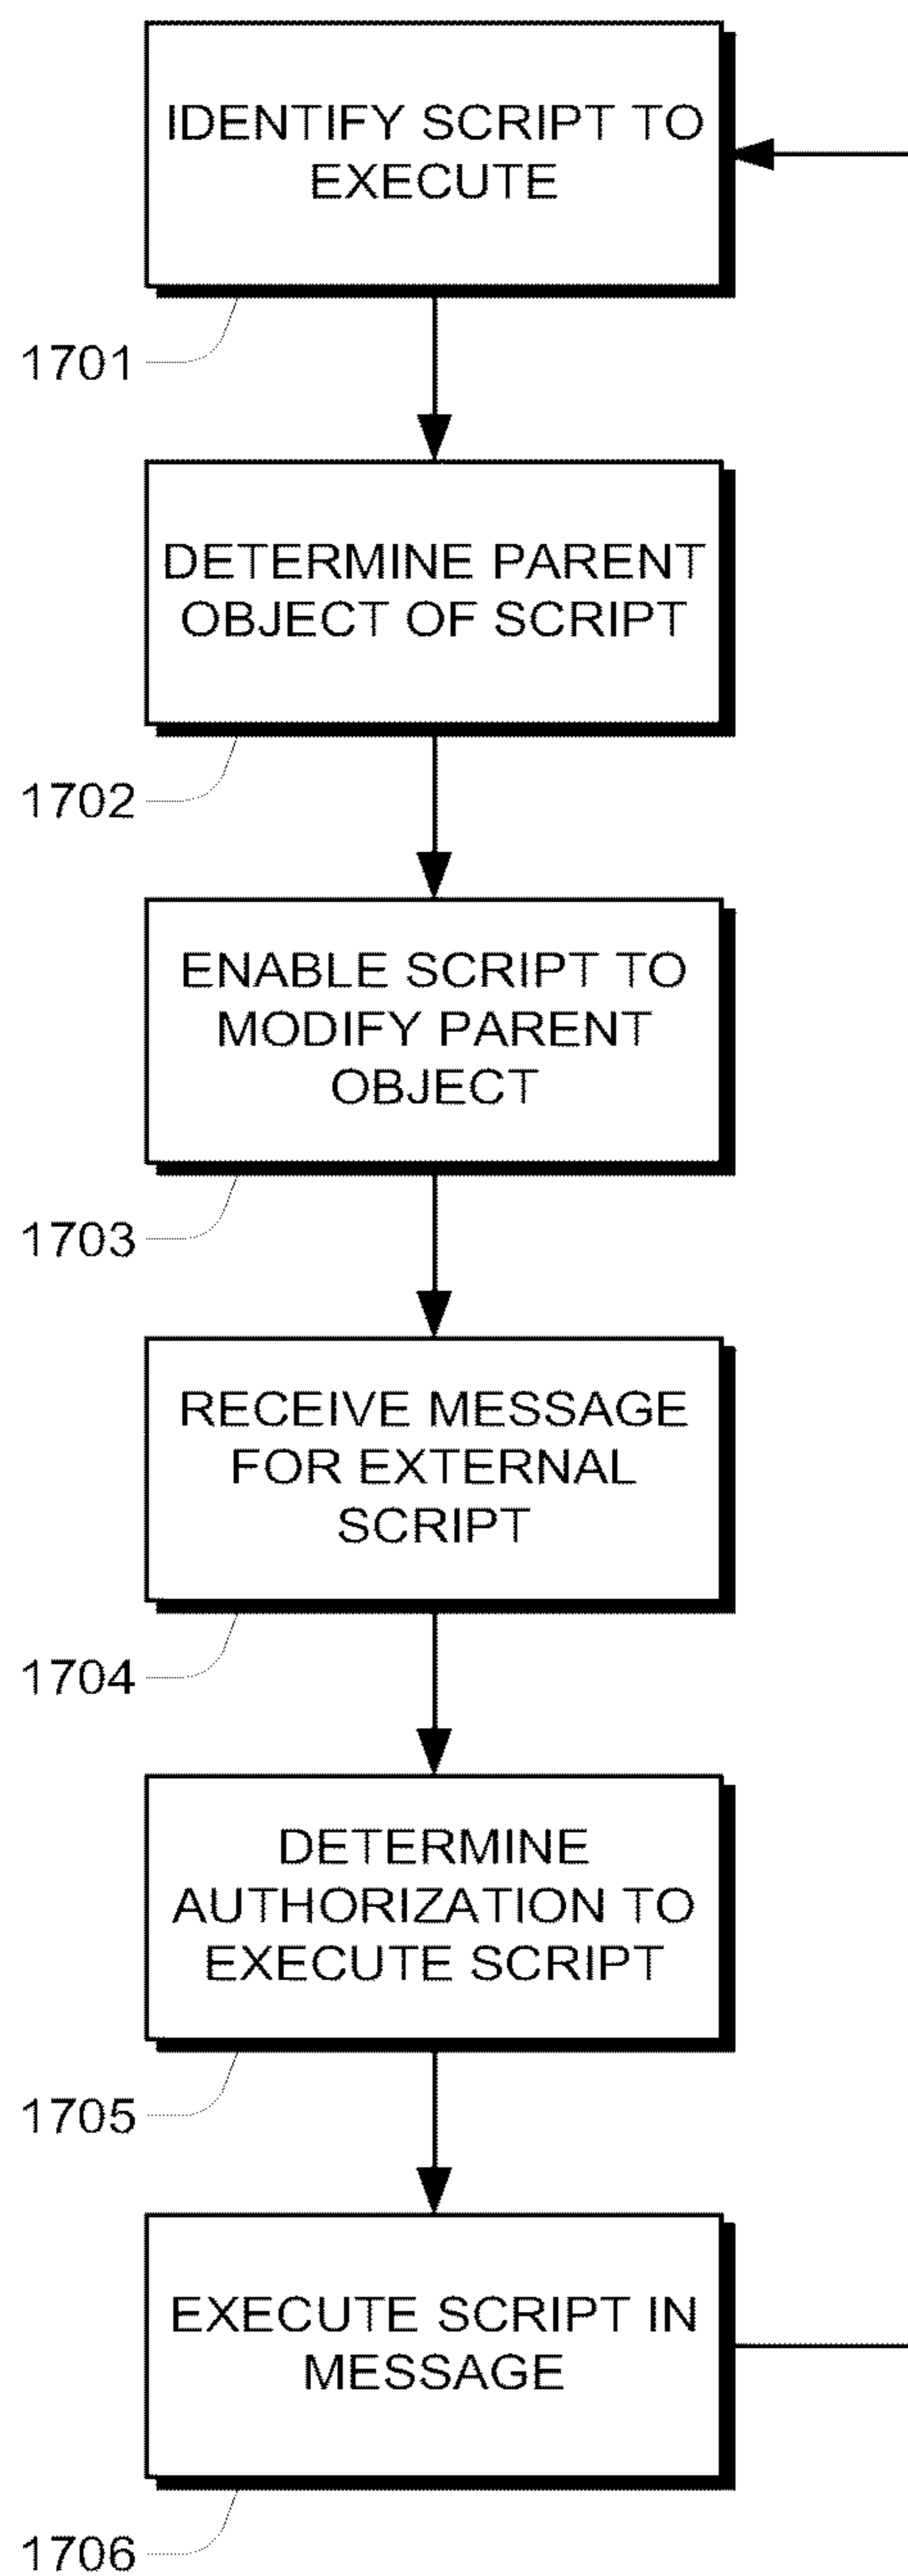 IDENTIFY SCRIPT TO
EXECUTE
1701
DETERMINE PARENT
OBJECT OF SCRIPT
1702
ENABLE SCRIPT TO
MODIFY PARENT
OBJECT
1703
RECEIVE MESSAGE
FOR EXTERNAL
SCRIPT
1704
DETERMINE
AUTHORIZATION TO
EXECUTE SCRIPT
1705
EXECUTE SCRIPT IN
MESSAGE
1706